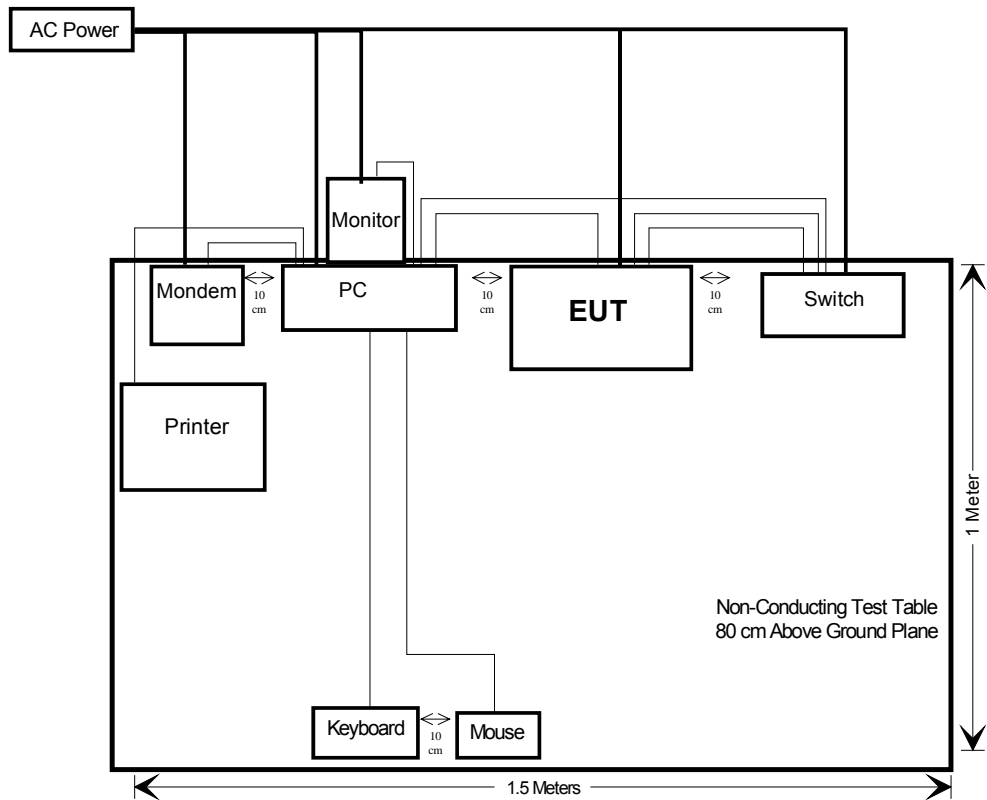 AC Power
Monitor
Mondem
10
cm
PC
10
cm
EUT
10
cm
Switch
Printer
1 Meter
Non-Conducting Test Table
80 cm Above Ground Plane
Keyboard
10
cm
Mouse
1.5 Meters